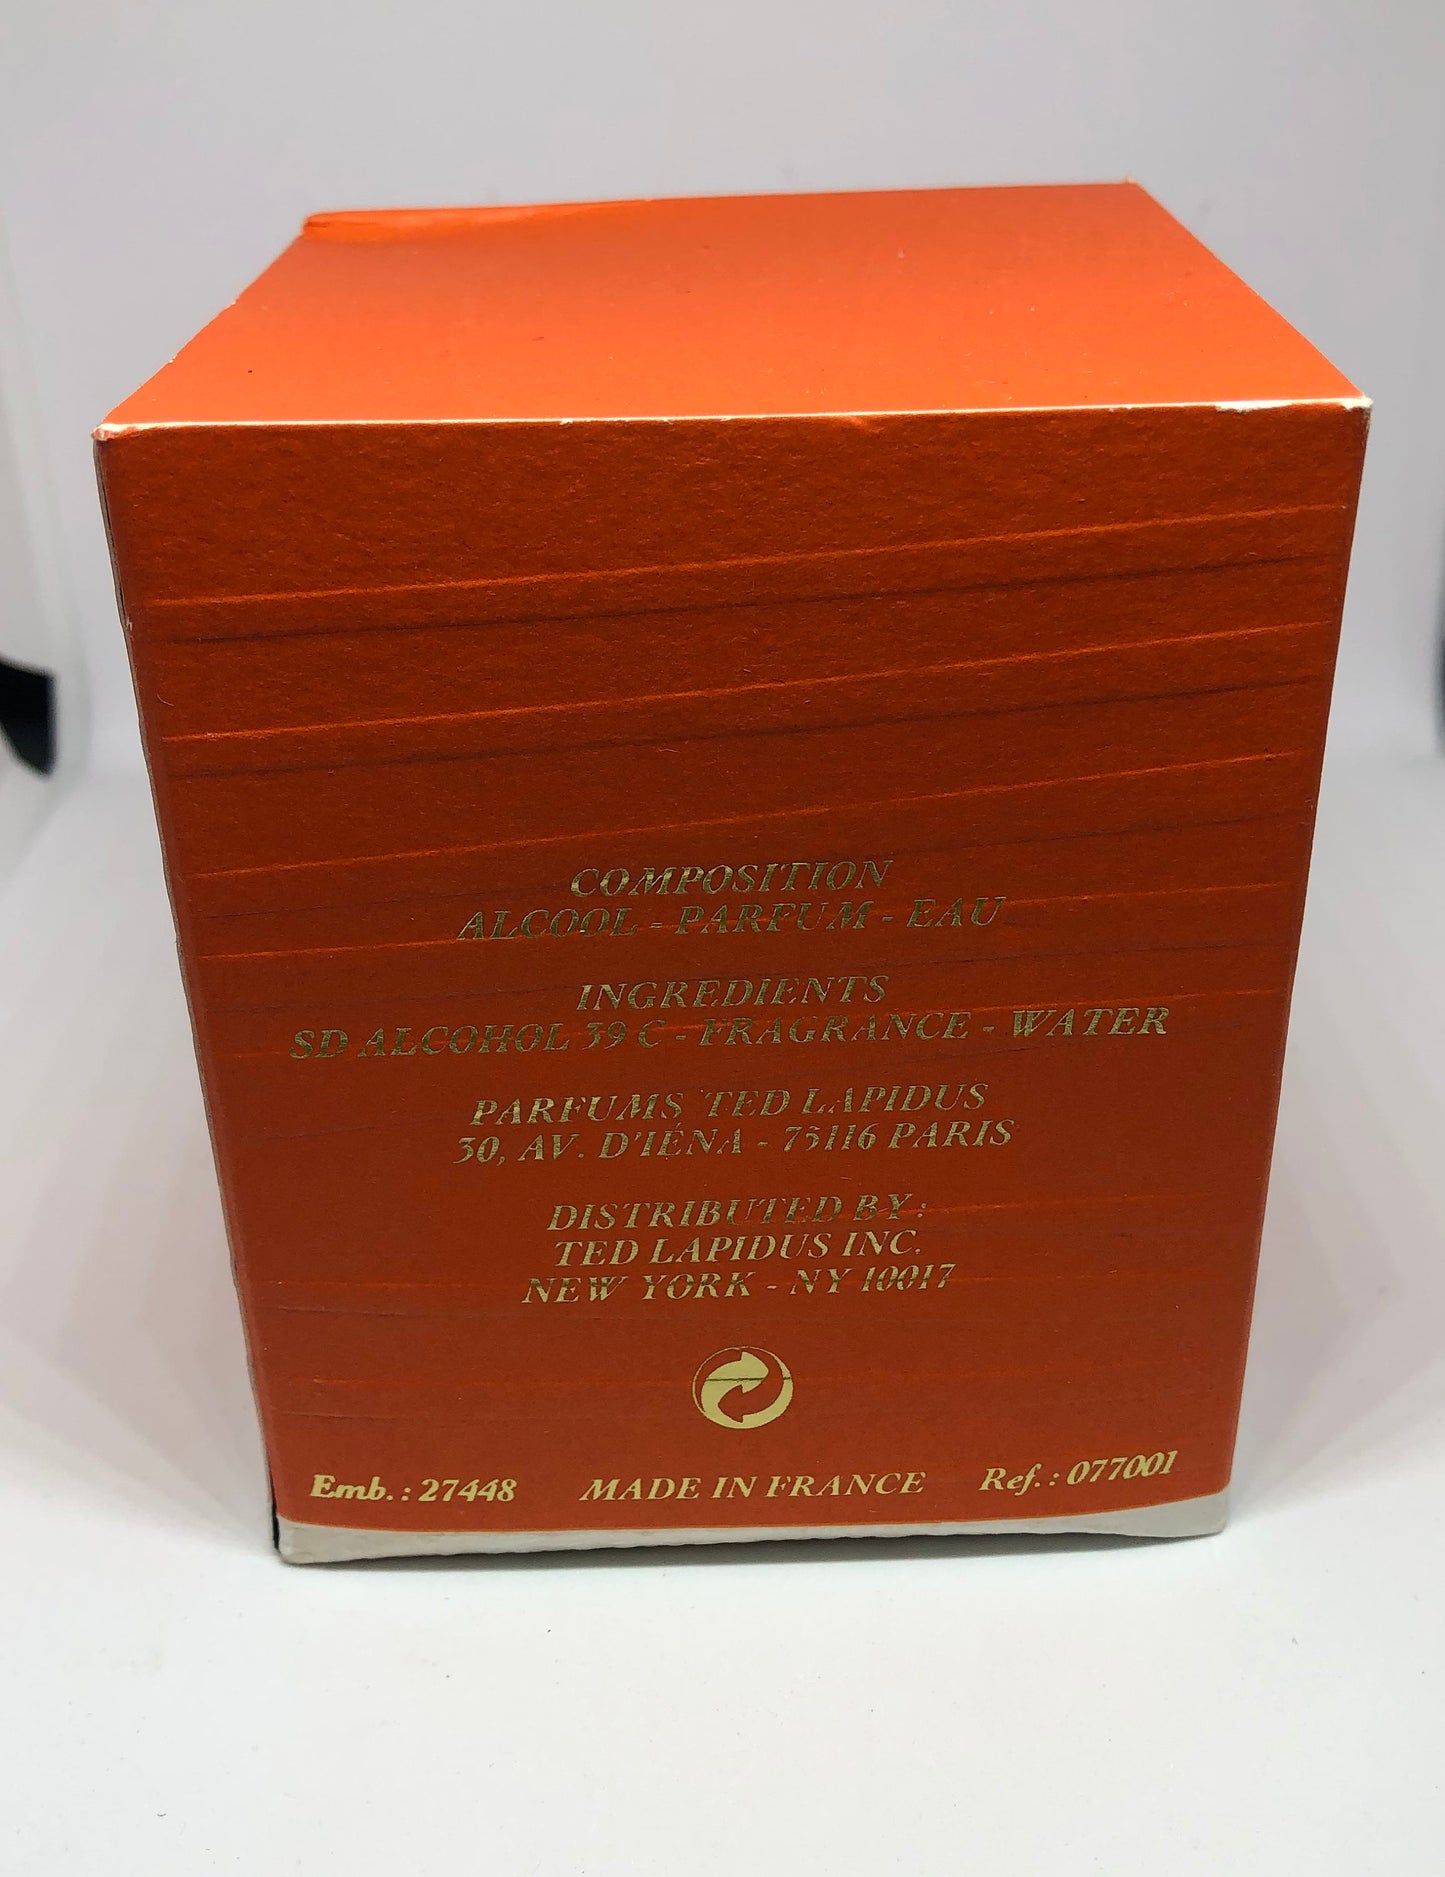 COMPOSITION
ALCOOL - PARFUM - EAU
INGREDIENTS
SD ALCOHOL 39 C - FRAGRANCE - WATER
PARFUMS TED LAPIDUS
30, AV. D'IÉNA - 75116 PARIS
DISTRIBUTED BY :
TED LAPIDUS INC.
NEW YORK - NY 10017
Emb. : 27448 MADE IN FRANCE Ref. : 077001